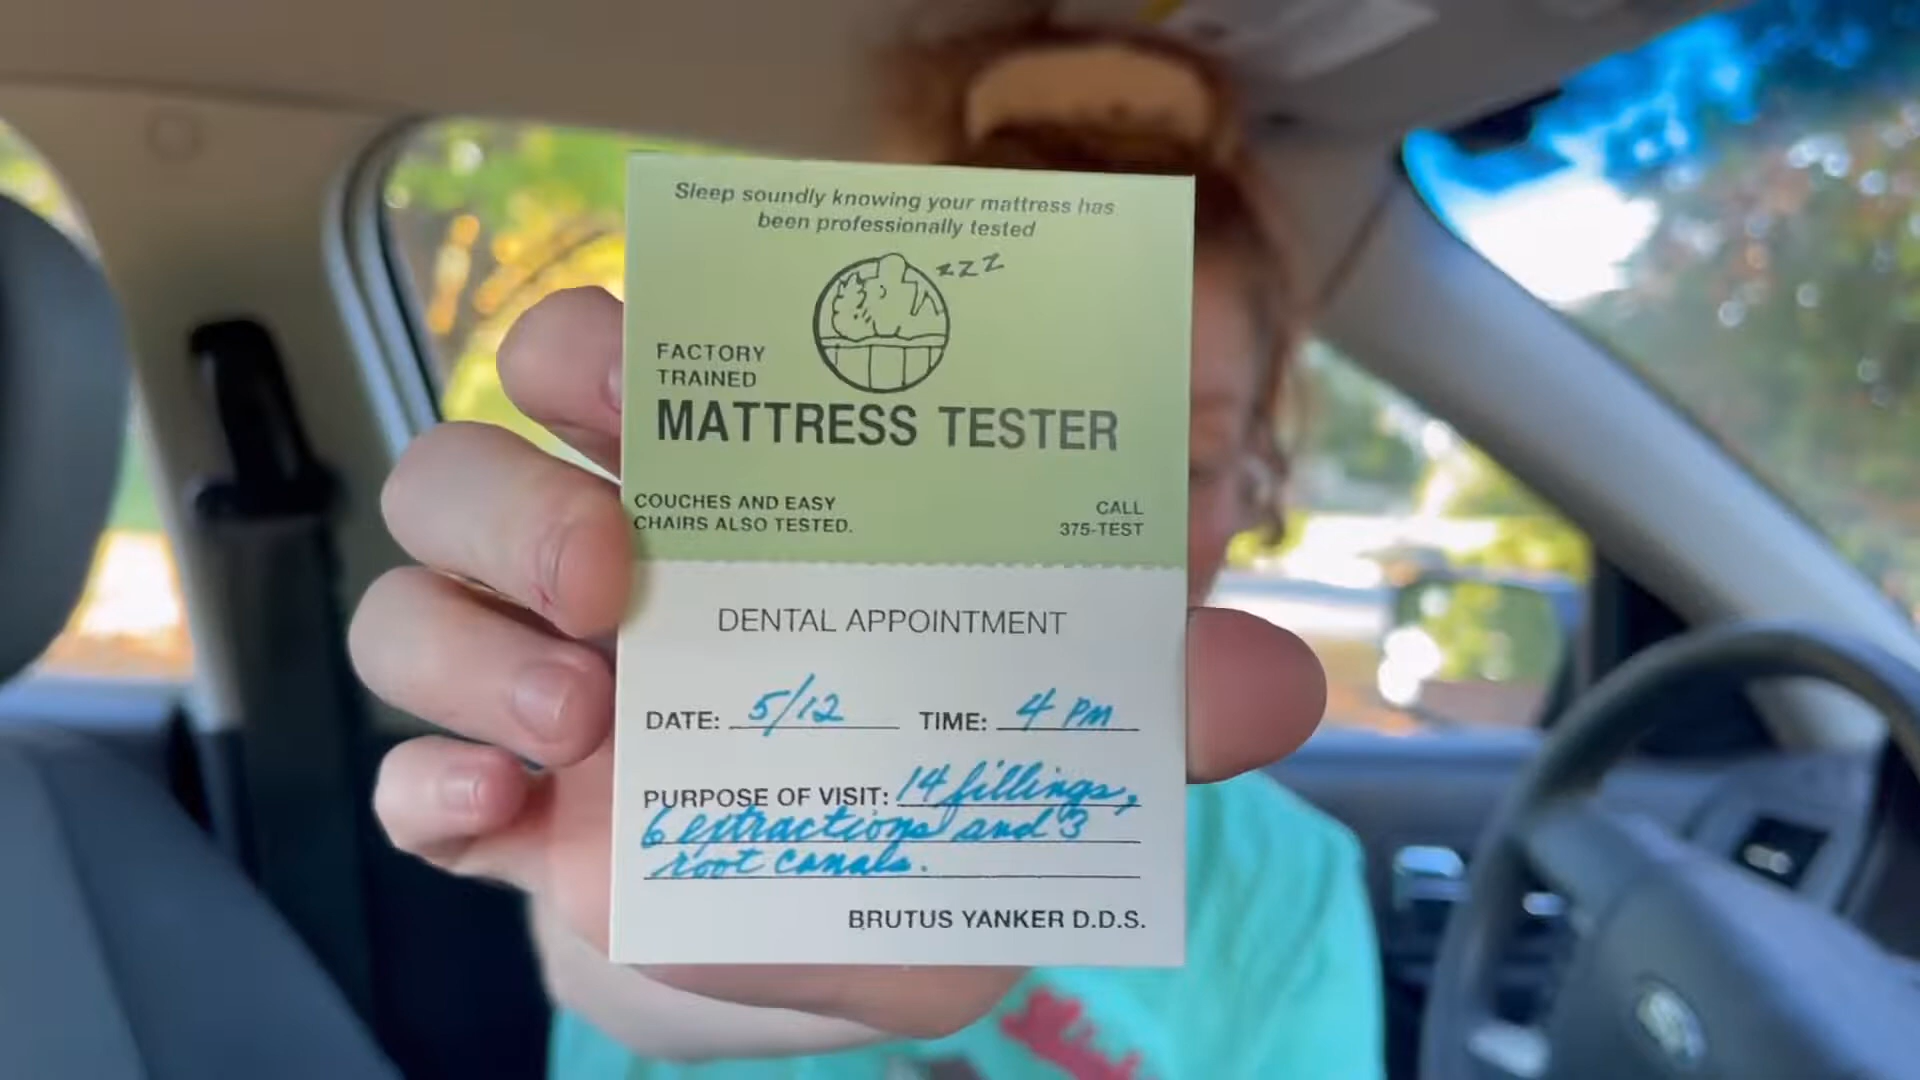 Sleep soundly knowing your mattress has
been professionally tested
zzz
FACTORY
TRAINED
MATTRESS TESTER
COUCHES AND EASY
CHAIRS ALSO TESTED.
CALL
375-TEST
DENTAL APPOINTMENT
DATE: 5/12 TIME: 4 PM
PURPOSE OF VISIT: 14 fillings,
6 extractions and 3
root canals.
BRUTUS YANKER D.D.S.